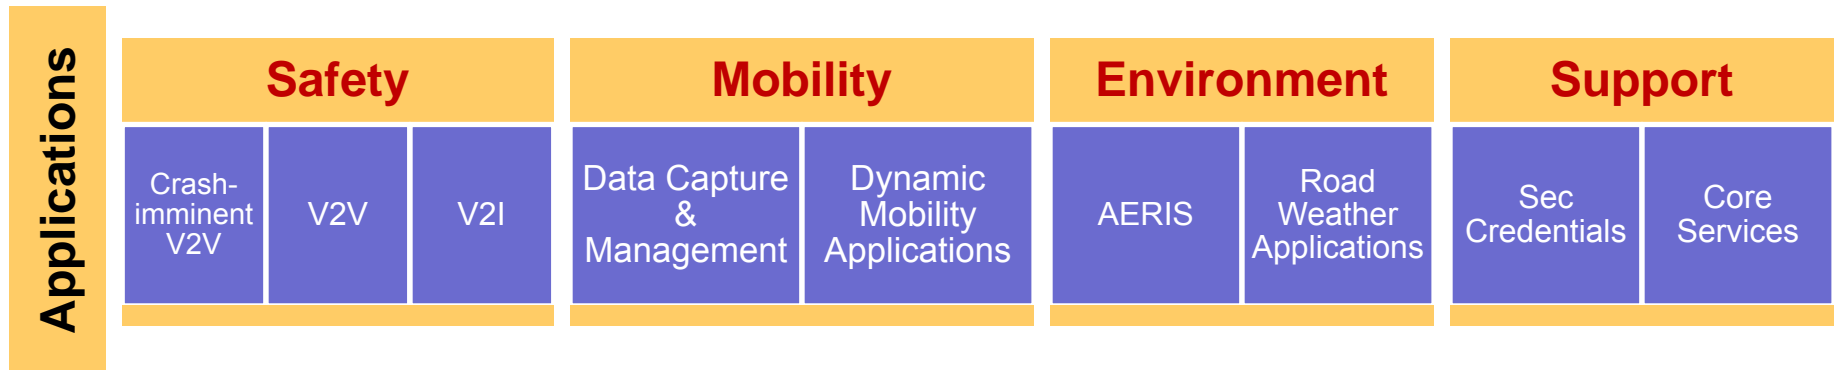 Applications
Safety
Crash-
imminent
V2V
V2V
V2I
Mobility
Data Capture
&
Management
Dynamic
Mobility
Applications
Environment
AERIS
Road
Weather
Applications
Support
Sec
Credentials
Core
Services